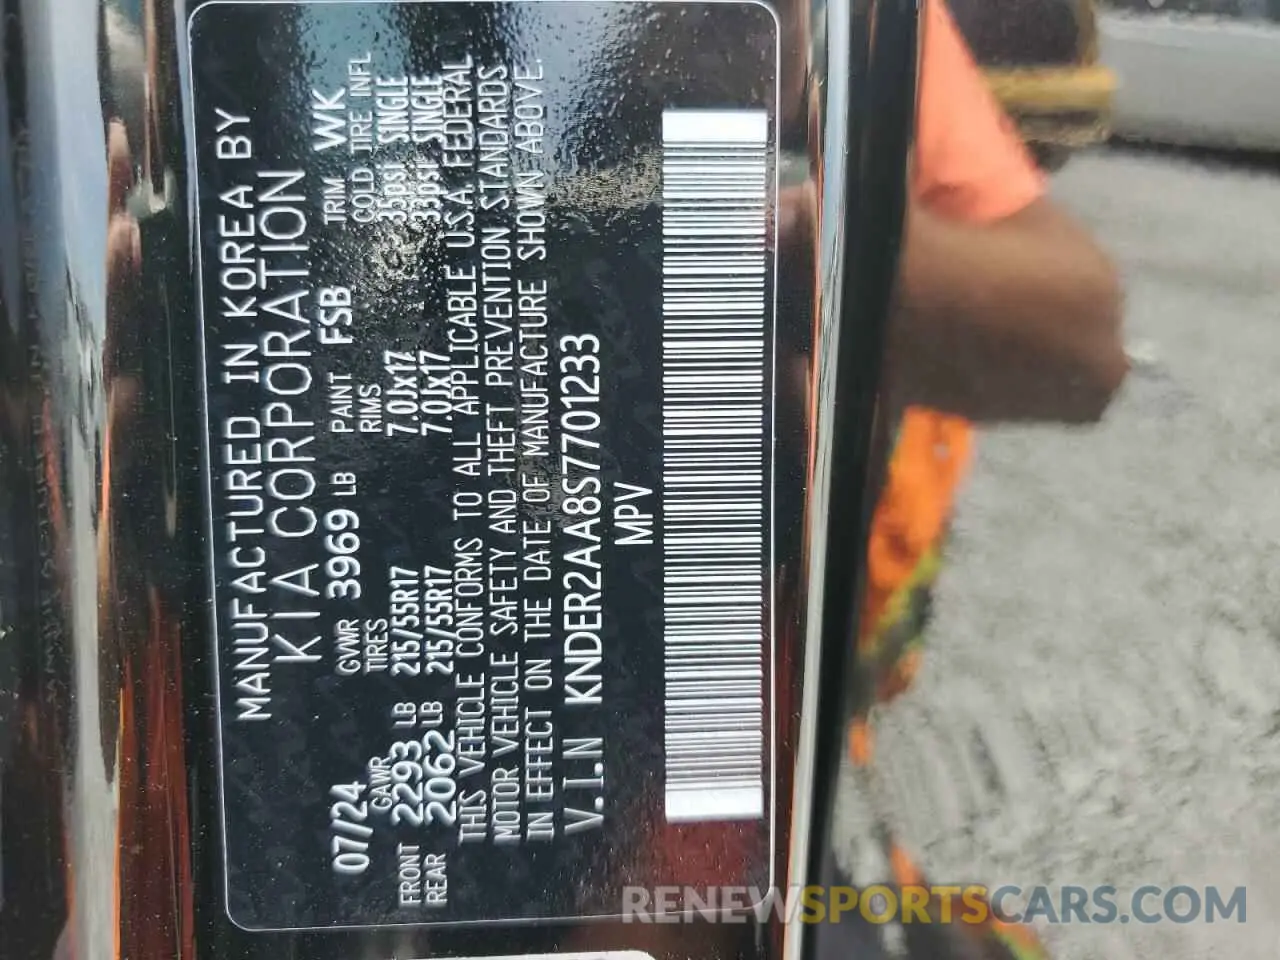 MANUFACTURED IN KOREA BY
KIA CORPORATION
07/24 GVWR 3969 LB PAINT FSB TRIM WK
GAWR TIRES RIMS COLD TIRE INFL
FRONT 2293 LB 215/55R17 7.0Jx17 35psi SINGLE
REAR 2062 LB 215/55R17 7.0Jx17 33psi SINGLE
THIS VEHICLE CONFORMS TO ALL APPLICABLE U.S.A. FEDERAL
MOTOR VEHICLE SAFETY AND THEFT PREVENTION STANDARDS
IN EFFECT ON THE DATE OF MANUFACTURE SHOWN ABOVE.
V.I.N KNDER2AA8S7701233
MPV
RENEWSPORTSCARS.COM